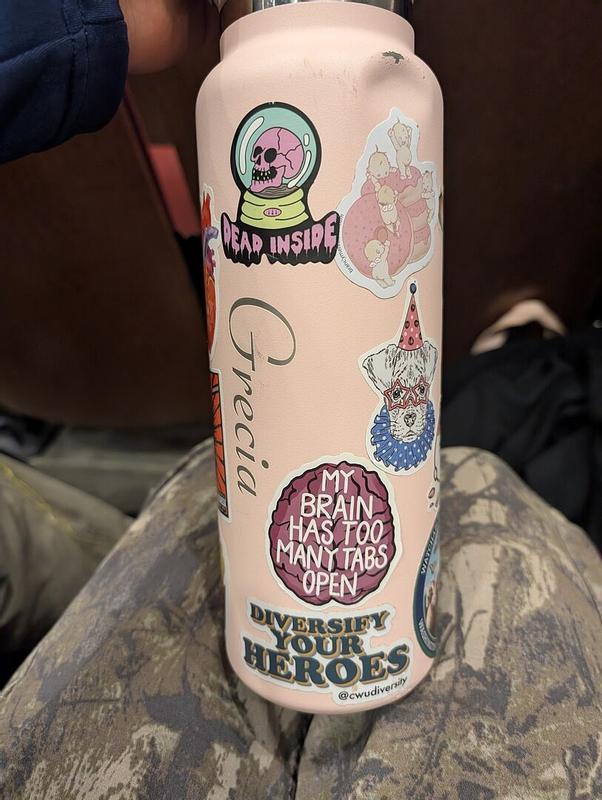 DEAD INSIDE
Grecia
MY
BRAIN
HAS TOO
MANY TABS
OPEN
DIVERSIFY
YOUR
HEROES
@cwudiversity